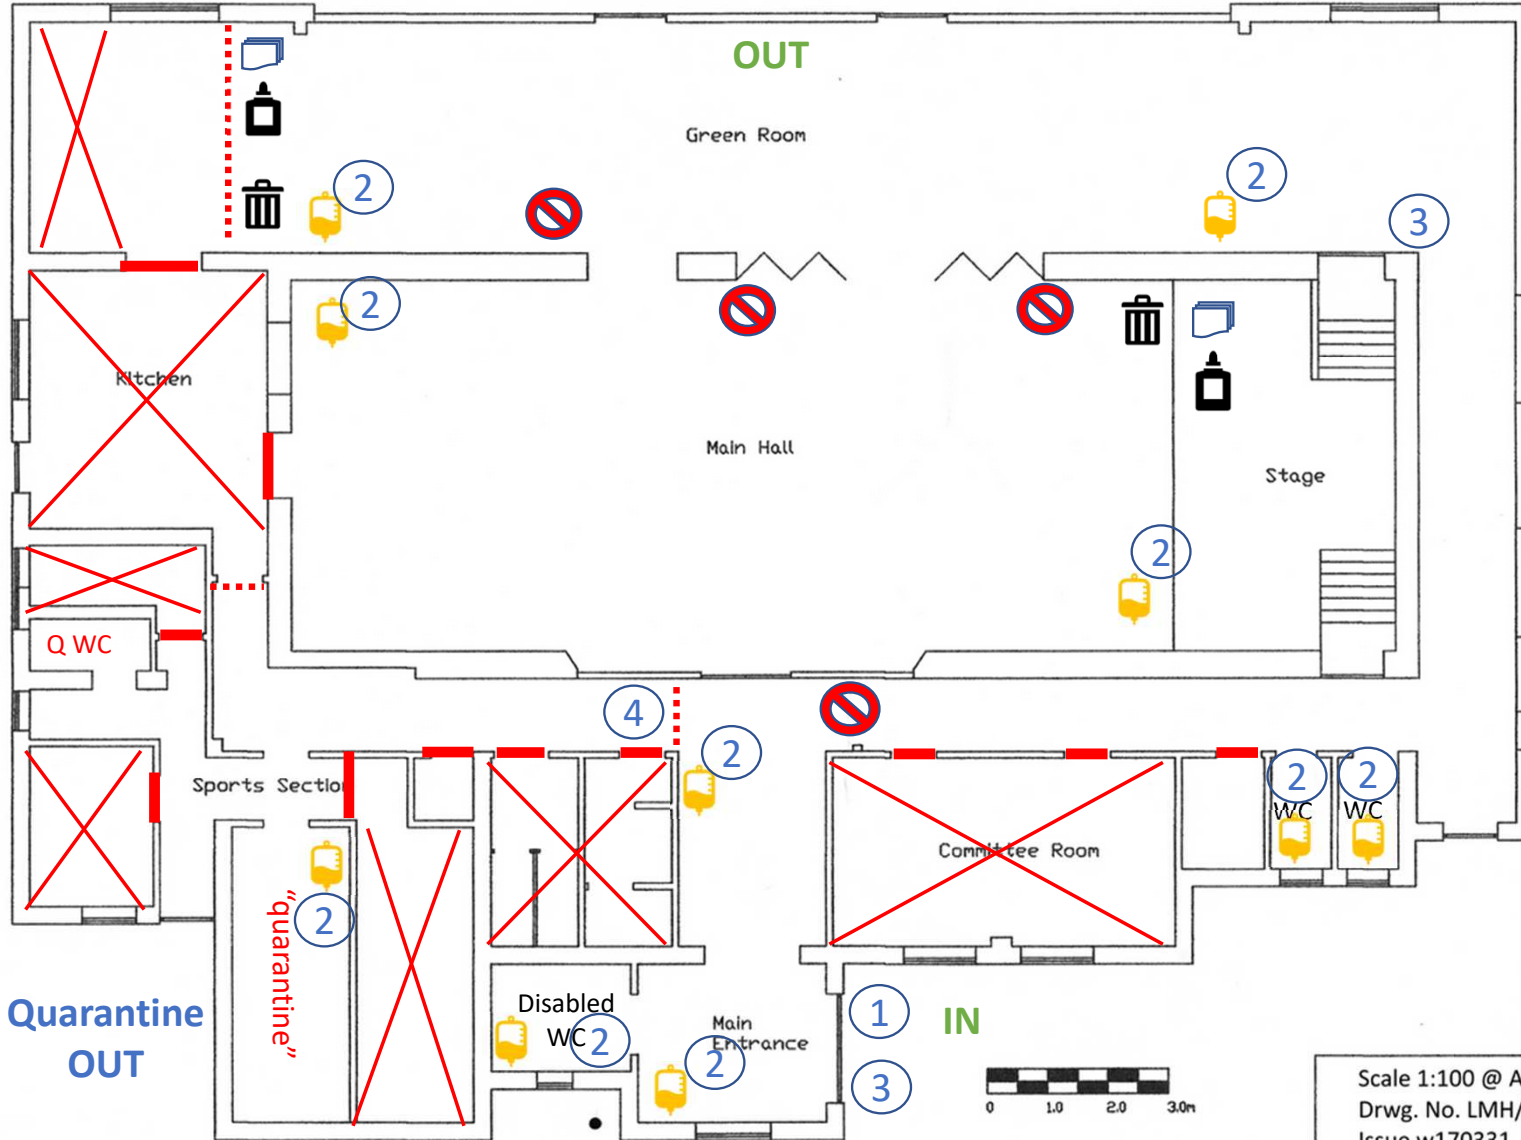 OUT
Green Room
2
2
3
2
Kitchen
Main Hall
Stage
2
Q WC
4
2
Sports Section
2
WC
2
WC
Committee Room
2
"quarantine"
Quarantine
OUT
Disabled
WC
2
Main
Entrance
2
1
IN
3
0 1.0 2.0 3.0m
Scale 1:100 @ A
Drwg. No. LMH/
Issue w170331